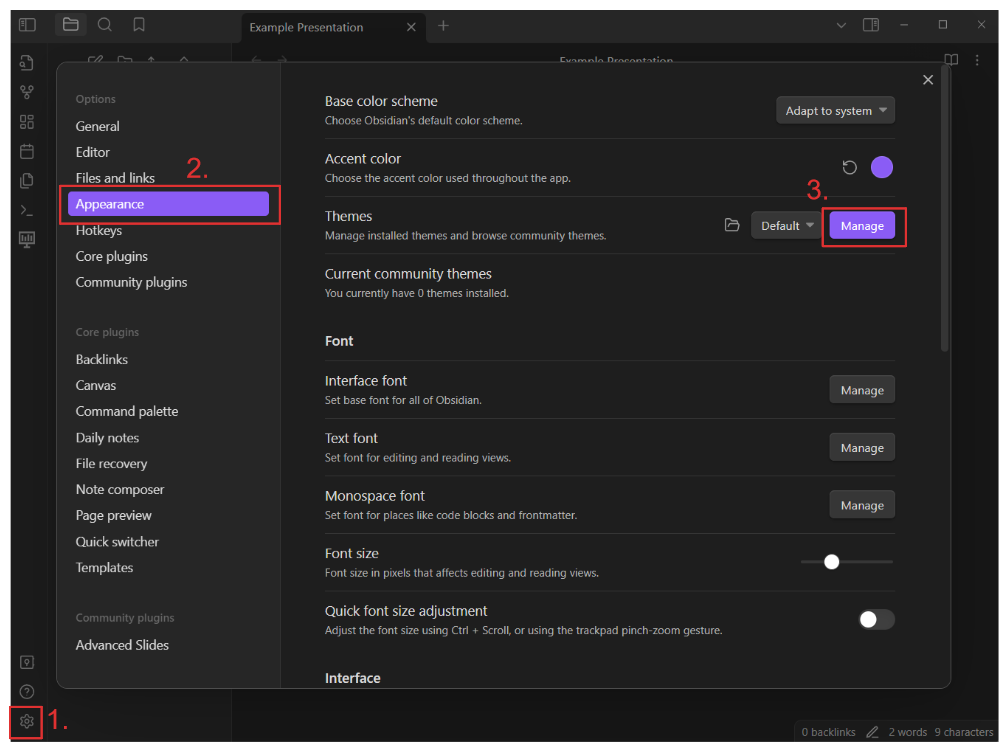 Example Presentation
Example Presentation
Options
General
Editor
Files and links
2.
Appearance
Hotkeys
Core plugins
Community plugins
Core plugins
Backlinks
Canvas
Command palette
Daily notes
File recovery
Note composer
Page preview
Quick switcher
Templates
Community plugins
Advanced Slides
1.
Base color scheme
Choose Obsidian's default color scheme.
Adapt to system
Accent color
Choose the accent color used throughout the app.
3.
Themes
Manage installed themes and browse community themes.
Default
Manage
Current community themes
You currently have 0 themes installed.
Font
Interface font
Set base font for all of Obsidian.
Manage
Text font
Set font for editing and reading views.
Manage
Monospace font
Set font for places like code blocks and frontmatter.
Manage
Font size
Font size in pixels that affects editing and reading views.
Quick font size adjustment
Adjust the font size using Ctrl + Scroll, or using the trackpad pinch-zoom gesture.
Interface
0 backlinks
2 words
9 characters